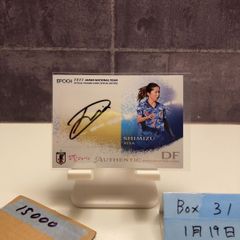 EPOCH 2022 JAPAN NATIONAL TEAM
SHIMIZU
RISA
DF
AUTHENTIC
15000
Box 31
1月19日